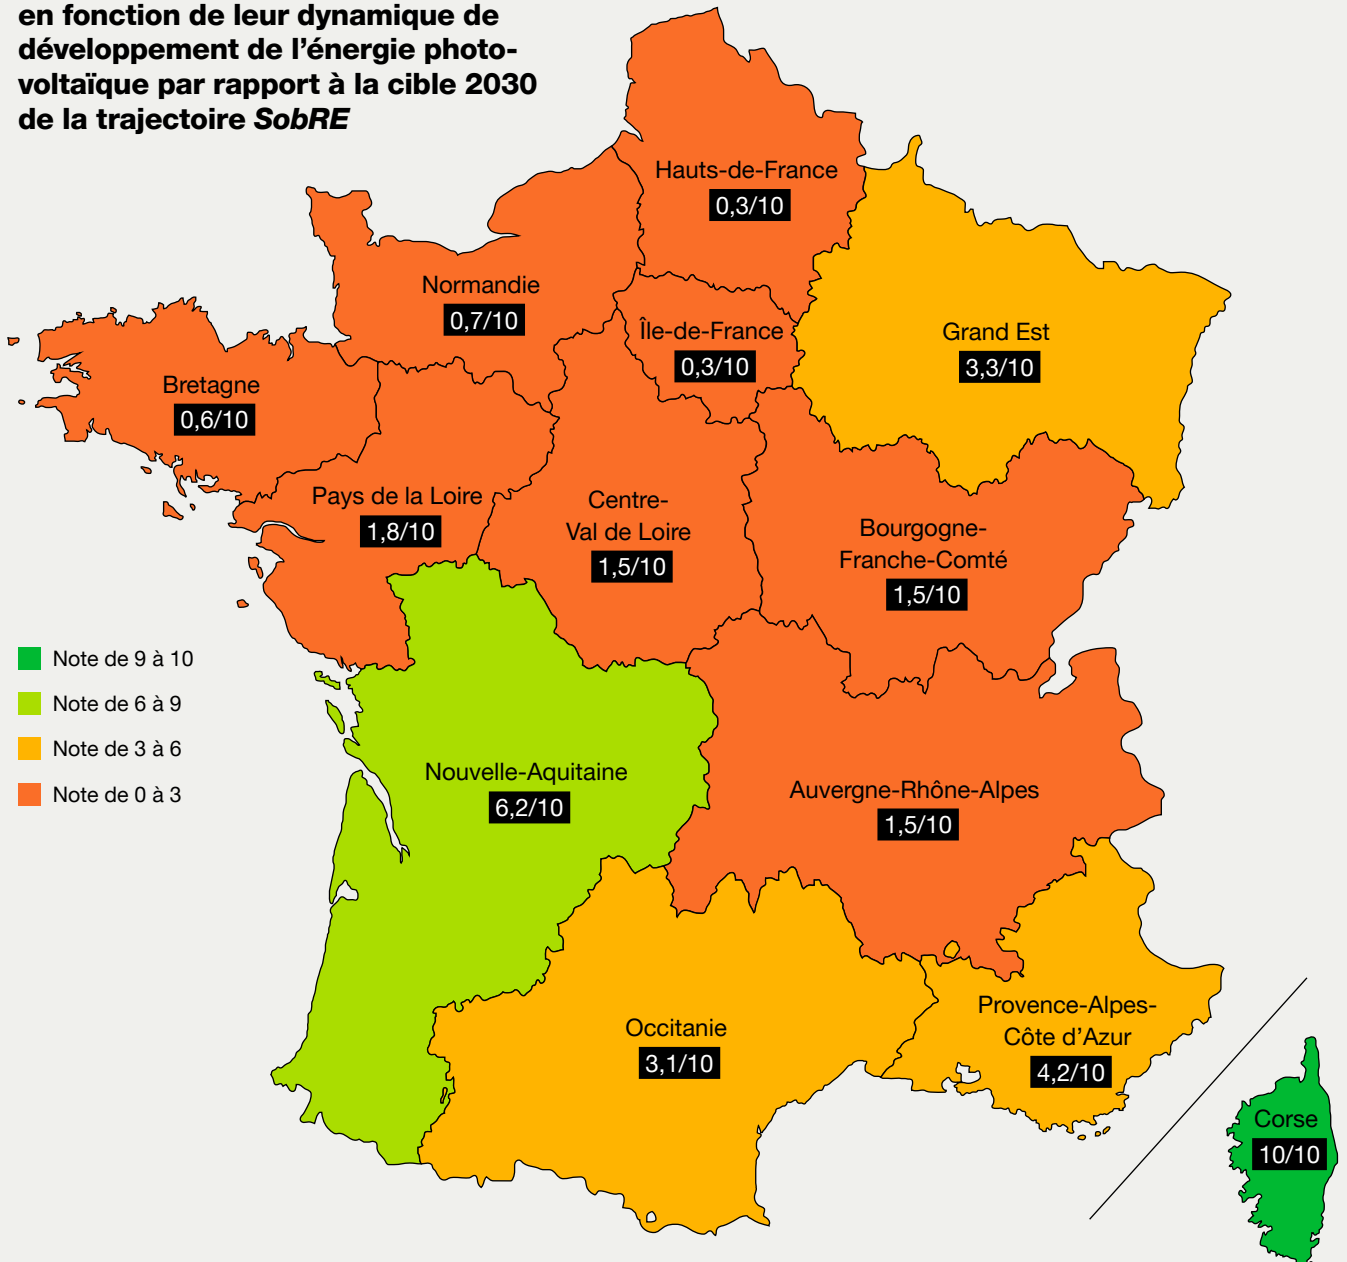 en fonction de leur dynamique de
développement de l’énergie photo-
voltaïque par rapport à la cible 2030
de la trajectoire SobRE
Hauts-de-France
0,3/10
Normandie
0,7/10
Île-de-France
0,3/10
Grand Est
3,3/10
Bretagne
0,6/10
Pays de la Loire
1,8/10
Centre-
Val de Loire
1,5/10
Bourgogne-
Franche-Comté
1,5/10
Note de 9 à 10
Note de 6 à 9
Note de 3 à 6
Note de 0 à 3
Nouvelle-Aquitaine
6,2/10
Auvergne-Rhône-Alpes
1,5/10
Occitanie
3,1/10
Provence-Alpes-
Côte d’Azur
4,2/10
Corse
10/10